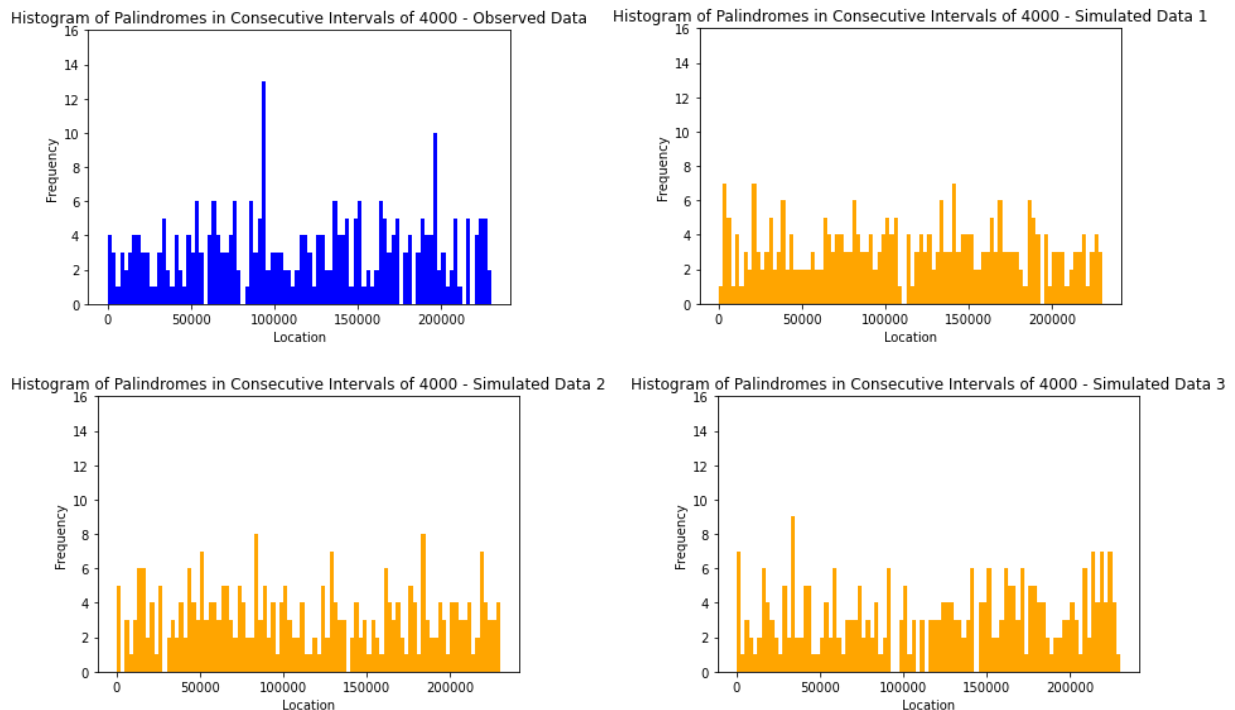 Histogram of Palindromes in Consecutive Intervals of 4000 - Observed Data
16
14
12
10
8
6
4
2
0
Frequency
0 50000 100000 150000 200000
Location
Histogram of Palindromes in Consecutive Intervals of 4000 - Simulated Data 1
16
14
12
10
8
6
4
2
0
Frequency
0 50000 100000 150000 200000
Location
Histogram of Palindromes in Consecutive Intervals of 4000 - Simulated Data 2
16
14
12
10
8
6
4
2
0
Frequency
0 50000 100000 150000 200000
Location
Histogram of Palindromes in Consecutive Intervals of 4000 - Simulated Data 3
16
14
12
10
8
6
4
2
0
Frequency
0 50000 100000 150000 200000
Location